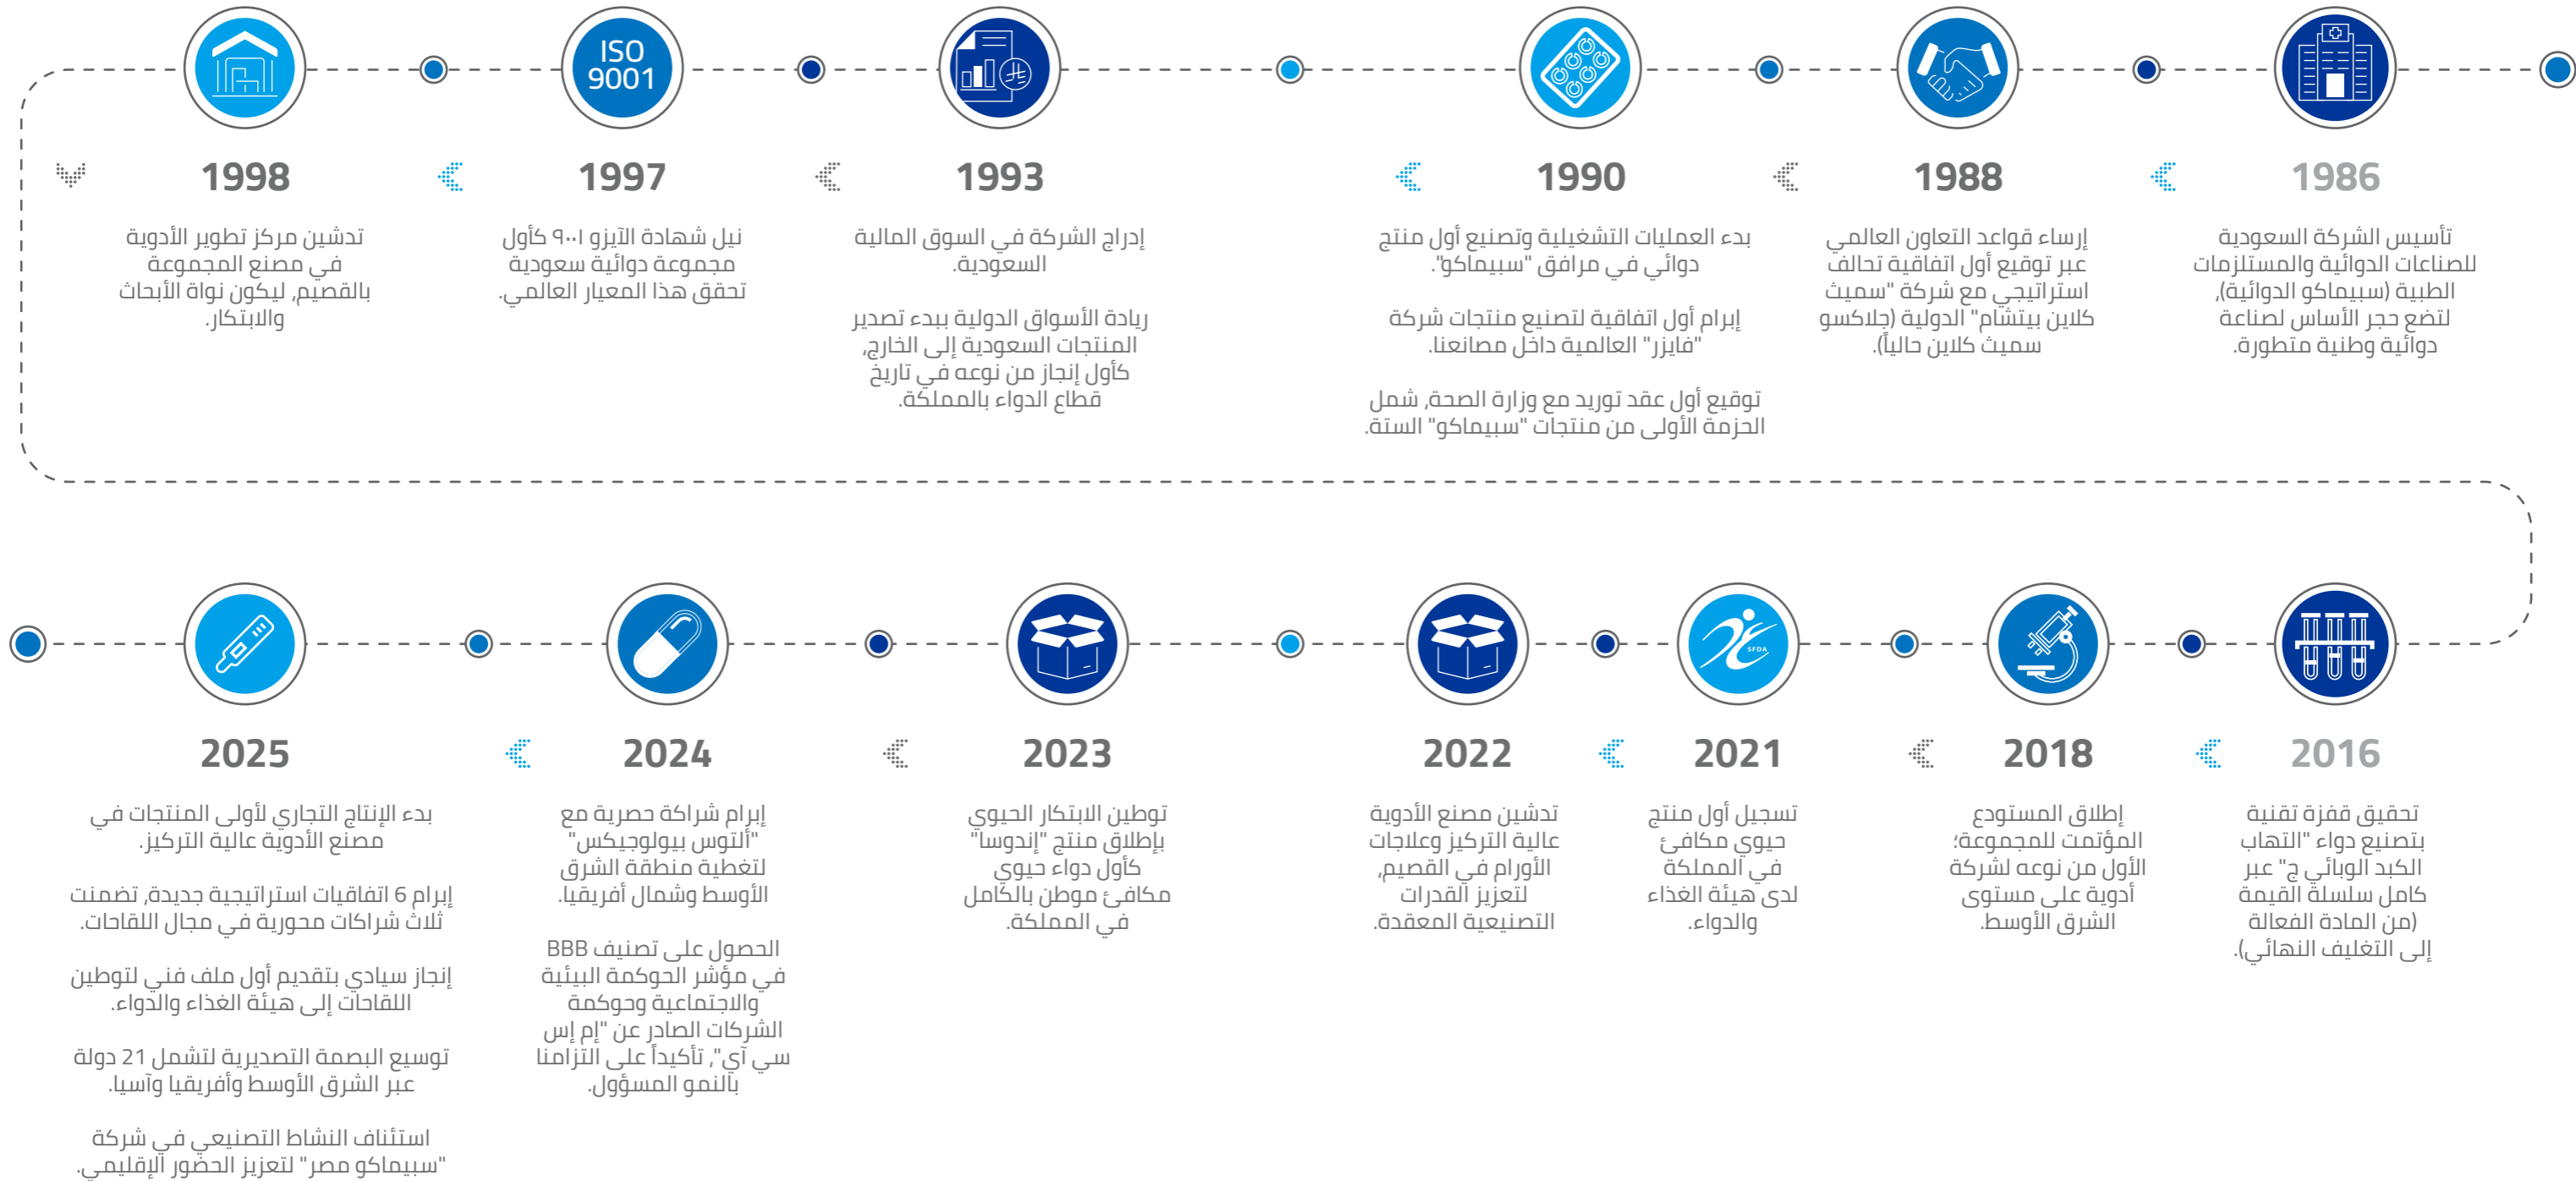 1986
تأسيس الشركة السعودية
للصناعات الدوائية والمستلزمات
الطبية (سبيماكو الدوائية)،
لتضع حجر الأساس لصناعة
دوائية وطنية متطورة.
1988
إرساء قواعد التعاون العالمي
عبر توقيع أول اتفاقية تحالف
استراتيجي مع شركة "سميث
كلاين بيتشام" الدولية (جلاكسو
سميث كلاين حالياً).
1990
بدء العمليات التشغيلية وتصنيع أول منتج
دوائي في مرافق "سبيماكو".
إبرام أول اتفاقية لتصنيع منتجات شركة
"فايزر" العالمية داخل مصانعنا.
توقيع أول عقد توريد مع وزارة الصحة، شمل
الحزمة الأولى من منتجات "سبيماكو" الستة.
1993
إدراج الشركة في السوق المالية
السعودية.
ريادة الأسواق الدولية ببدء تصدير
المنتجات السعودية إلى الخارج،
كأول إنجاز من نوعه في تاريخ
قطاع الدواء بالمملكة.
ISO
9001
1997
نيل شهادة الآيزو ٩٠٠١ كأول
مجموعة دوائية سعودية
تحقق هذا المعيار العالمي.
1998
تدشين مركز تطوير الأدوية
في مصنع المجموعة
بالقصيم، ليكون نواة الأبحاث
والابتكار.
2016
تحقيق قفزة تقنية
بتصنيع دواء "التهاب
الكبد الوبائي ج" عبر
كامل سلسلة القيمة
(من المادة الفعالة
إلى التغليف النهائي).
2018
إطلاق المستودع
المؤتمت للمجموعة؛
الأول من نوعه لشركة
أدوية على مستوى
الشرق الأوسط.
SFDA
2021
تسجيل أول منتج
حيوي مكافئ
في المملكة
لدى هيئة الغذاء
والدواء.
2022
تدشين مصنع الأدوية
عالية التركيز وعلاجات
الأورام في القصيم،
لتعزيز القدرات
التصنيعية المعقدة.
2023
توطين الابتكار الحيوي
بإطلاق منتج "إندوسا"
كأول دواء حيوي
مكافئ موطن بالكامل
في المملكة.
2024
إبرام شراكة حصرية مع
"ألتوس بيولوجيكس"
لتغطية منطقة الشرق
الأوسط وشمال أفريقيا.
الحصول على تصنيف BBB
في مؤشر الحوكمة البيئية
والاجتماعية وحوكمة
الشركات الصادر عن "إم إس
سي آي"، تأكيداً على التزامنا
بالنمو المسؤول.
2025
بدء الإنتاج التجاري لأولى المنتجات في
مصنع الأدوية عالية التركيز.
إبرام 6 اتفاقيات استراتيجية جديدة، تضمنت
ثلاث شراكات محورية في مجال اللقاحات.
إنجاز سيادي بتقديم أول ملف فني لتوطين
اللقاحات إلى هيئة الغذاء والدواء.
توسيع البصمة التصديرية لتشمل 21 دولة
عبر الشرق الأوسط وأفريقيا وآسيا.
استئناف النشاط التصنيعي في شركة
"سبيماكو مصر" لتعزيز الحضور الإقليمي.